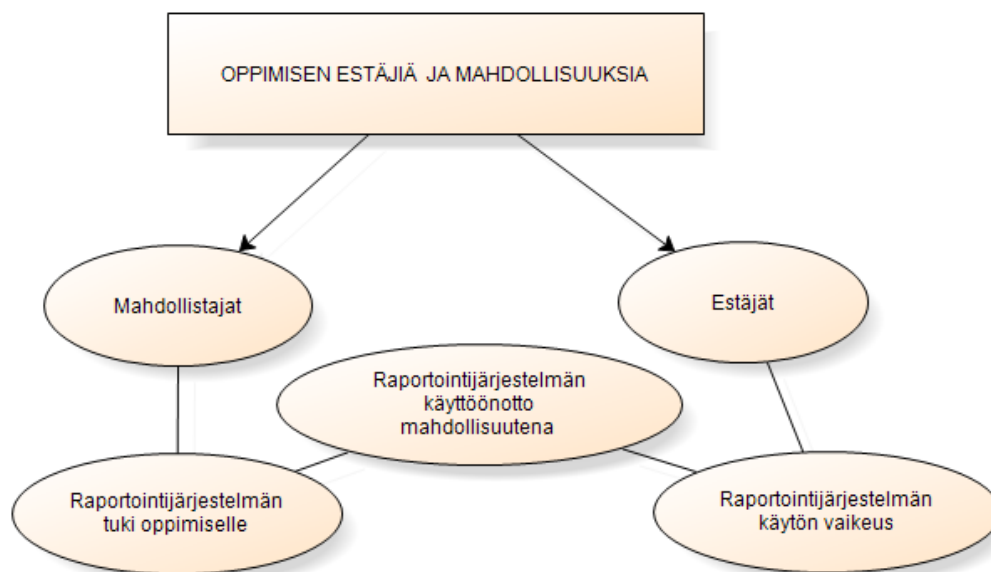 OPPIMISEN ESTÄJIÄ JA MAHDOLLISUUKSIA
Mahdollistajat
Estäjät
Raportointijärjestelmän
käyttöönotto
mahdollisuutena
Raportointijärjestelmän
tuki oppimiselle
Raportointijärjestelmän
käytön vaikeus